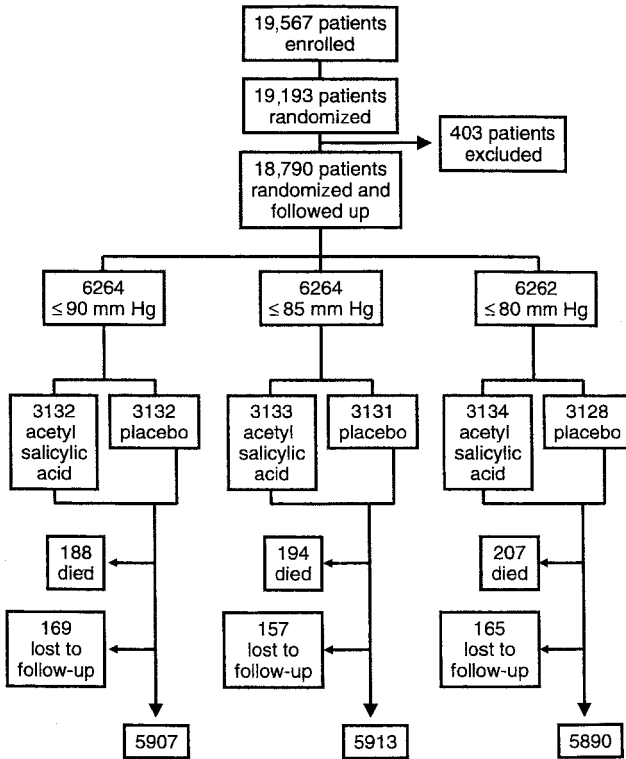 19,567 patients
enrolled
19,193 patients
randomized
403 patients
excluded
18,790 patients
randomized and
followed up
6264
≤ 90 mm Hg
6264
≤ 85 mm Hg
6262
≤ 80 mm Hg
3132
acetyl
salicylic
acid
3132
placebo
3133
acetyl
salicylic
acid
3131
placebo
3134
acetyl
salicylic
acid
3128
placebo
188
died
194
died
207
died
169
lost to
follow-up
157
lost to
follow-up
165
lost to
follow-up
5907
5913
5890